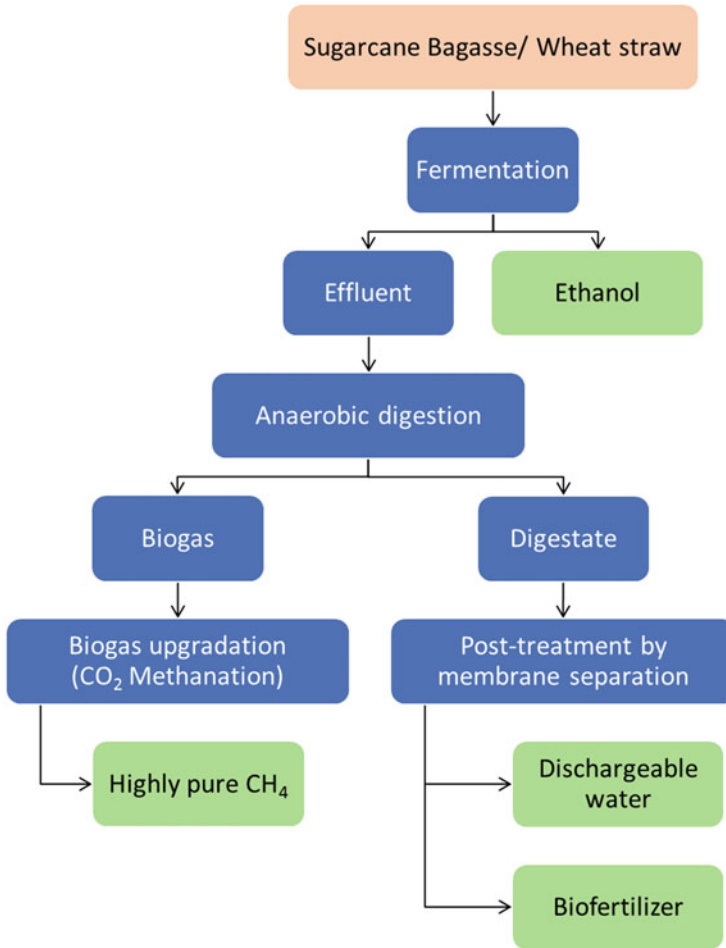 Sugarcane Bagasse/ Wheat straw
Fermentation
Effluent
Ethanol
Anaerobic digestion
Biogas
Digestate
Biogas upgradation
(CO₂ Methanation)
Post-treatment by
membrane separation
Highly pure CH₄
Dischargeable
water
Biofertilizer